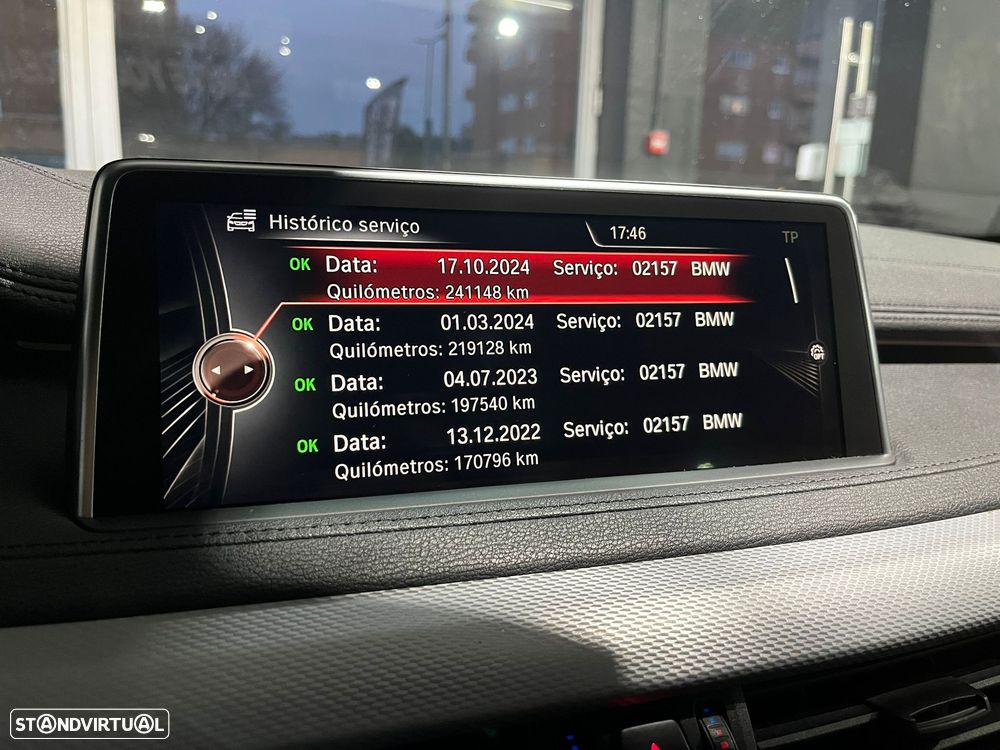 Histórico serviço
17:46
TP
OK Data: 17.10.2024 Serviço: 02157 BMW
Quilómetros: 241148 km
OK Data: 01.03.2024 Serviço: 02157 BMW
Quilómetros: 219128 km
OK Data: 04.07.2023 Serviço: 02157 BMW
Quilómetros: 197540 km
OK Data: 13.12.2022 Serviço: 02157 BMW
Quilómetros: 170796 km
OPT
STANDVIRTUAL